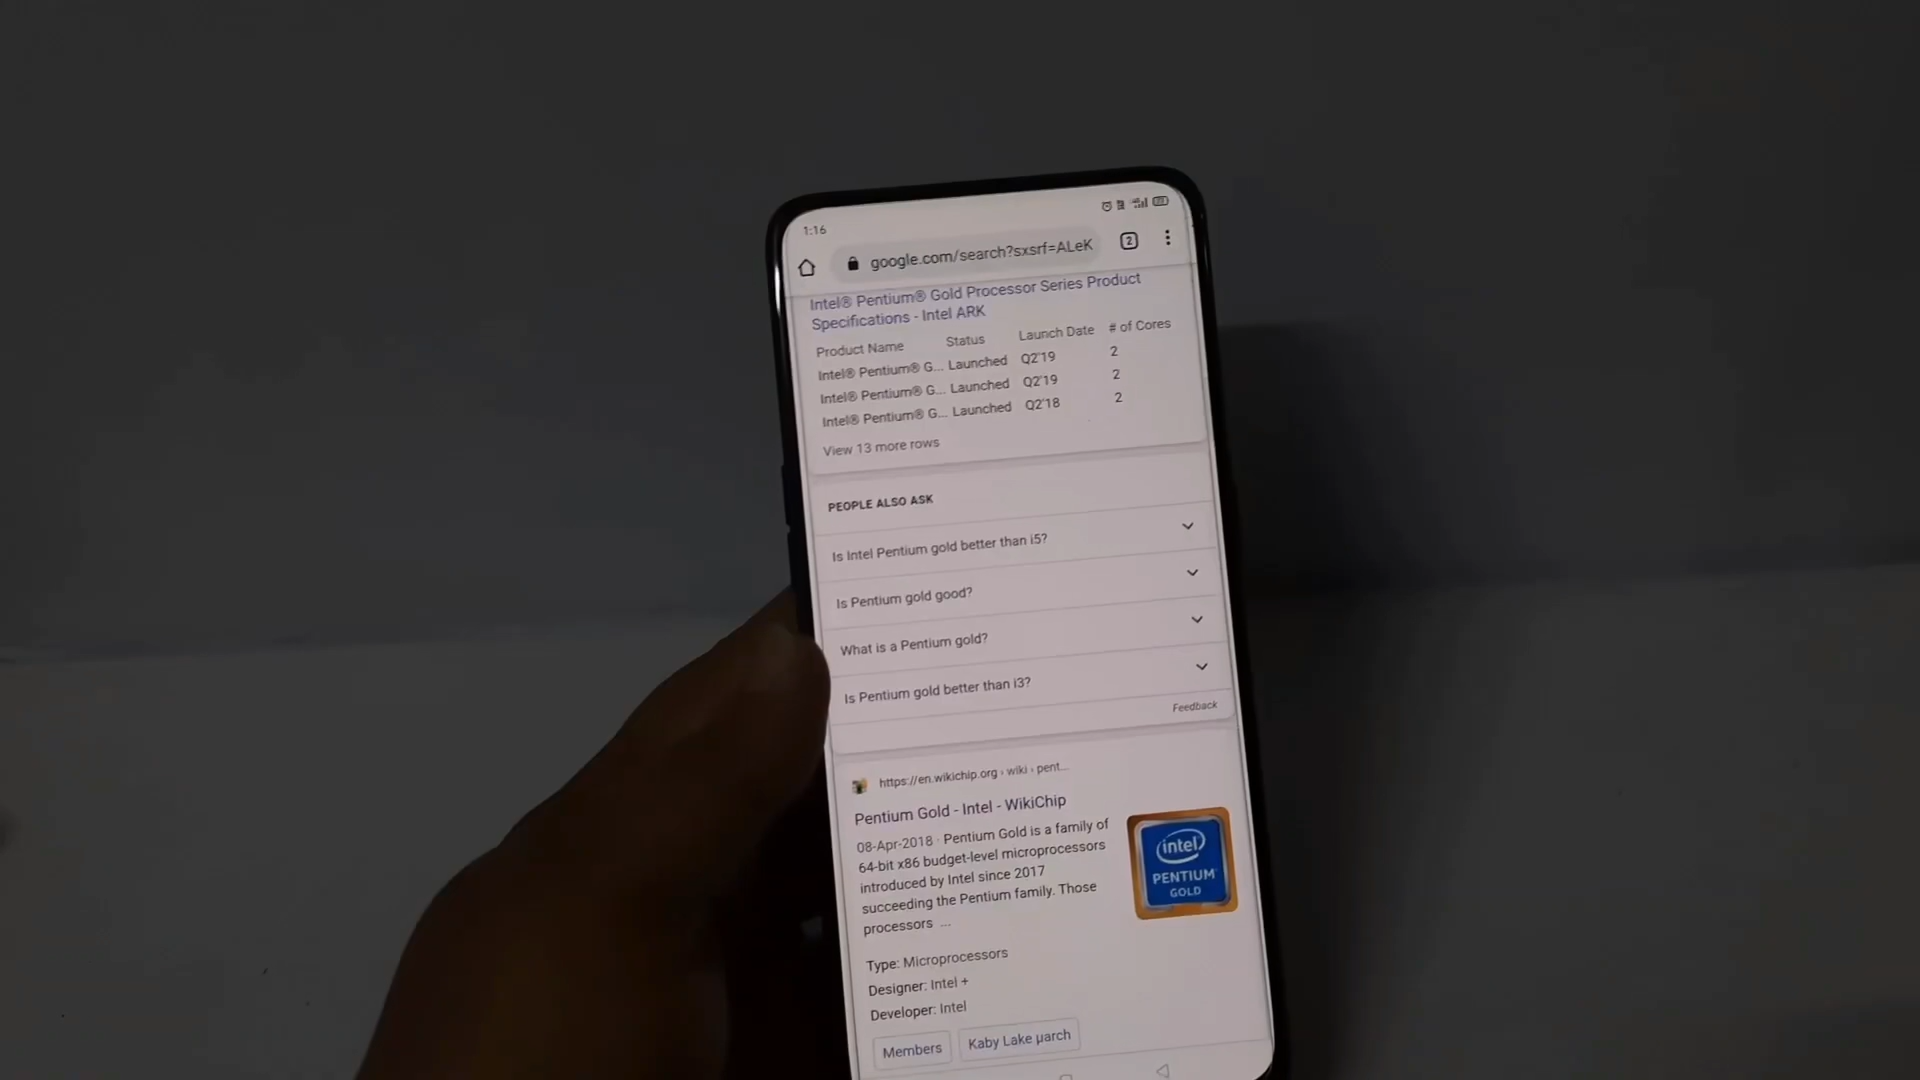 1:16
google.com/search?sxsrf=ALeK
2
Intel® Pentium® Gold Processor Series Product
Specifications - Intel ARK
Product Name Status Launch Date # of Cores
Intel® Pentium® G... Launched Q2'19 2
Intel® Pentium® G... Launched Q2'19 2
Intel® Pentium® G... Launched Q2'18 2
View 13 more rows
PEOPLE ALSO ASK
Is Intel Pentium gold better than i5?
Is Pentium gold good?
What is a Pentium gold?
Is Pentium gold better than i3?
Feedback
https://en.wikichip.org › wiki › pent...
Pentium Gold - Intel - WikiChip
08-Apr-2018 · Pentium Gold is a family of
64-bit x86 budget-level microprocessors
introduced by Intel since 2017
succeeding the Pentium family. Those
processors ...
intel
PENTIUM
GOLD
Type: Microprocessors
Designer: Intel +
Developer: Intel
Members
Kaby Lake µarch